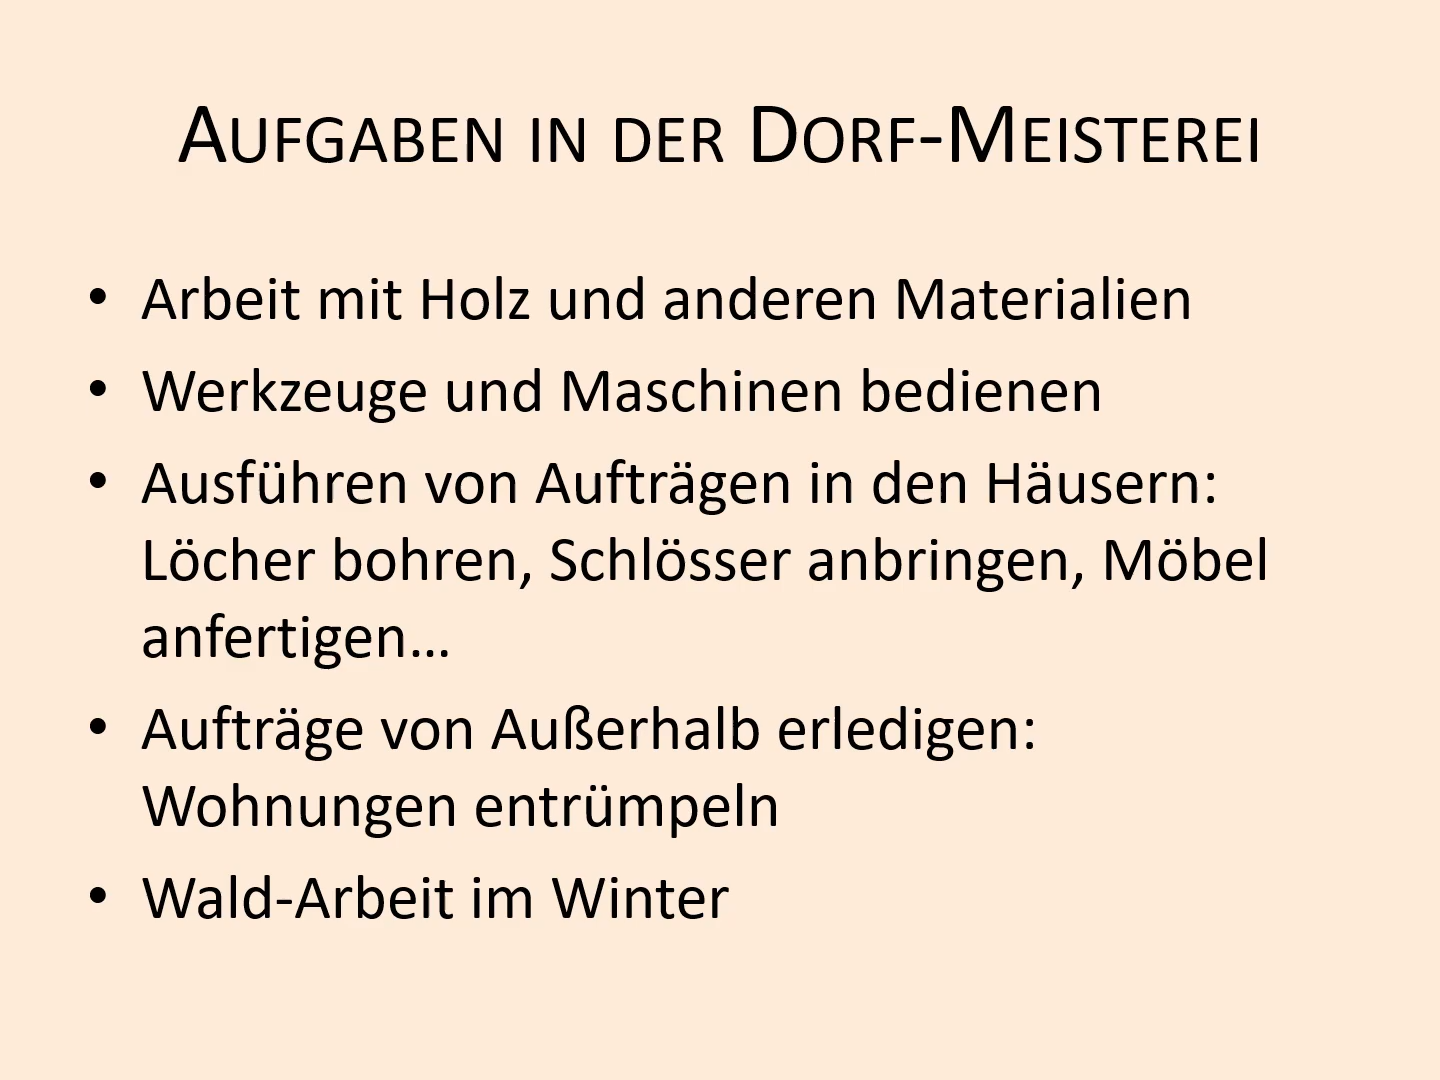 Aufgaben in der Dorf-Meisterei
• Arbeit mit Holz und anderen Materialien
• Werkzeuge und Maschinen bedienen
• Ausführen von Aufträgen in den Häusern:
Löcher bohren, Schlösser anbringen, Möbel
anfertigen…
• Aufträge von Außerhalb erledigen:
Wohnungen entrümpeln
• Wald-Arbeit im Winter